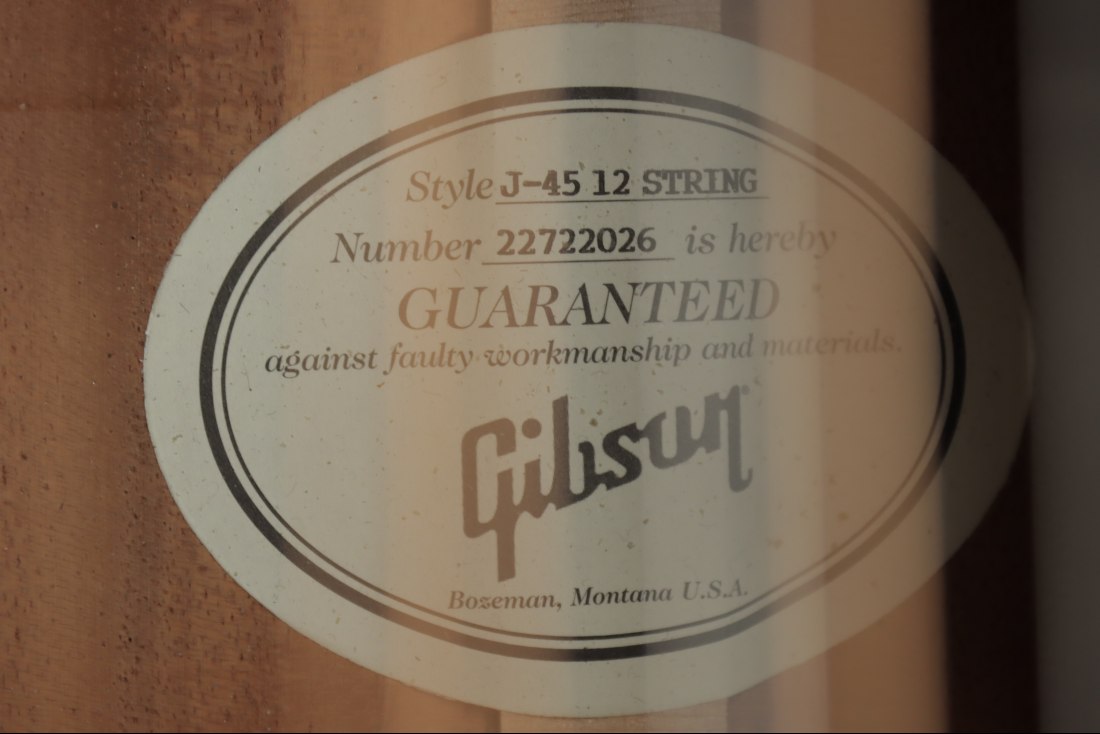 Style J-45 12 STRING
Number 22722026 is hereby
GUARANTEED
against faulty workmanship and materials.
Gibson
Bozeman, Montana U.S.A.